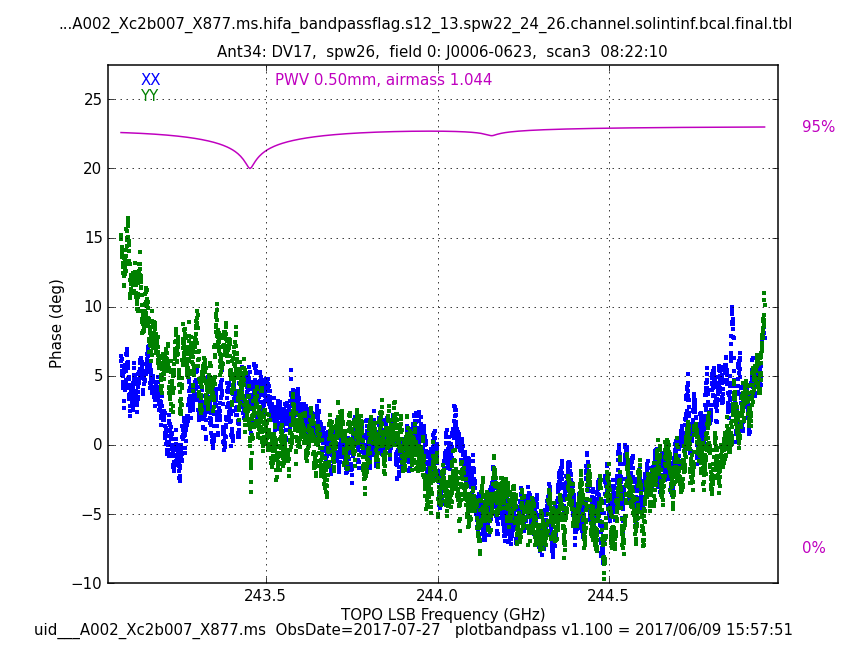 ...A002_Xc2b007_X877.ms.hifa_bandpassflag.s12_13.spw22_24_26.channel.solintinf.bcal.final.tbl
Ant34: DV17, spw26, field 0: J0006-0623, scan3 08:22:10
XX
PWV 0.50mm, airmass 1.044
YY
25
95%
20
15
10
5
0
−5
0%
−10
Phase (deg)
243.5
244.0
244.5
TOPO LSB Frequency (GHz)
uid___A002_Xc2b007_X877.ms ObsDate=2017-07-27 plotbandpass v1.100 = 2017/06/09 15:57:51